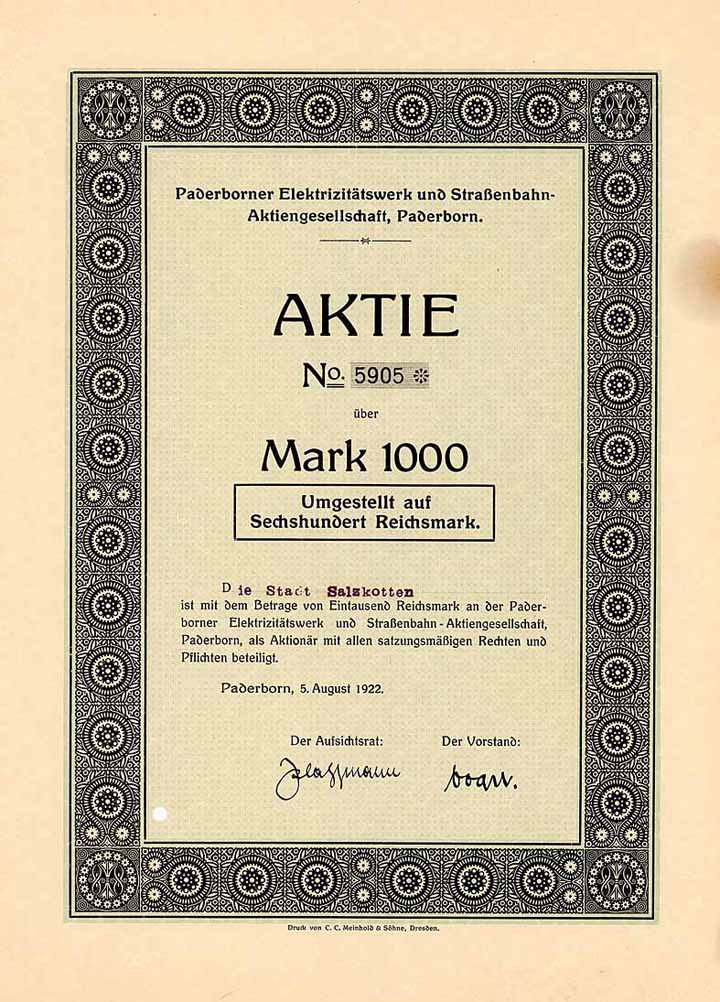 Paderborner Elektrizitätswerk und Straßenbahn-
Aktiengesellschaft, Paderborn.
AKTIE
No. 5905 ❊
über
Mark 1000
Umgestellt auf
Sechshundert Reichsmark.
Die Stadt Salzkotten
ist mit dem Betrage von Eintausend Reichsmark an der Pader-
borner Elektrizitätswerk und Straßenbahn-Aktiengesellschaft,
Paderborn, als Aktionär mit allen satzungsmäßigen Rechten und
Pflichten beteiligt.
Paderborn, 5. August 1922.
Der Aufsichtsrat: Der Vorstand:
Druck von C. C. Meinhold & Söhne, Dresden.